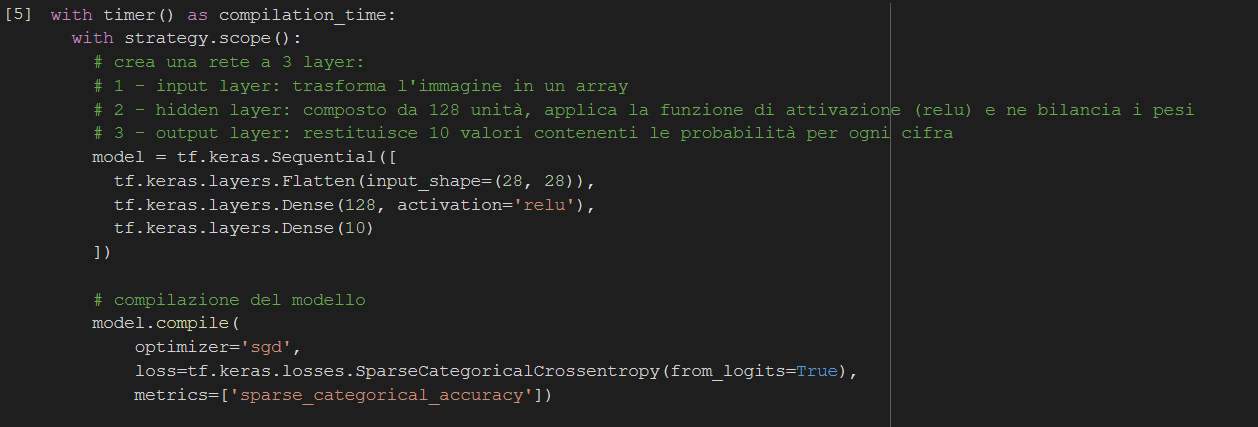 [5] with timer() as compilation_time:
with strategy.scope():
# crea una rete a 3 layer:
# 1 - input layer: trasforma l'immagine in un array
# 2 - hidden layer: composto da 128 unità, applica la funzione di attivazione (relu) e ne bilancia i pesi
# 3 - output layer: restituisce 10 valori contenenti le probabilità per ogni cifra
model = tf.keras.Sequential([
tf.keras.layers.Flatten(input_shape=(28, 28)),
tf.keras.layers.Dense(128, activation='relu'),
tf.keras.layers.Dense(10)
])
# compilazione del modello
model.compile(
optimizer='sgd',
loss=tf.keras.losses.SparseCategoricalCrossentropy(from_logits=True),
metrics=['sparse_categorical_accuracy'])